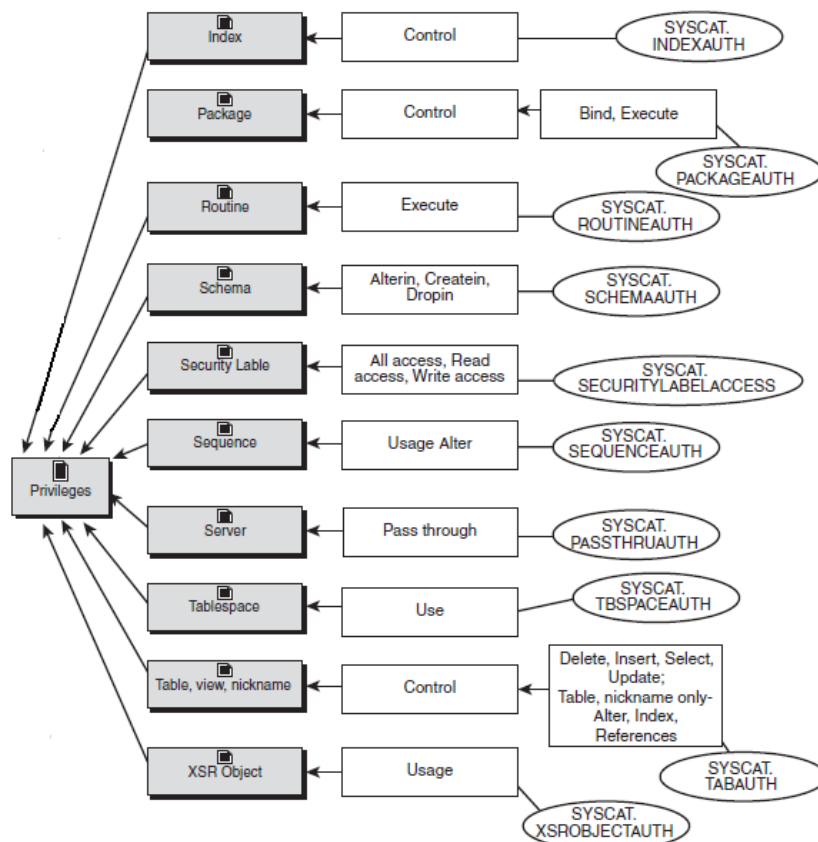 Index
Control
SYSCAT.
INDEXAUTH
Package
Control
Bind, Execute
SYSCAT.
PACKAGEAUTH
Routine
Execute
SYSCAT.
ROUTINEAUTH
Schema
Alterin, Createin,
Dropin
SYSCAT.
SCHEMAAUTH
Security Lable
All access, Read
access, Write access
SYSCAT.
SECURITYLABELACCESS
Sequence
Usage Alter
SYSCAT.
SEQUENCEAUTH
Privileges
Server
Pass through
SYSCAT.
PASSTHRUAUTH
Tablespace
Use
SYSCAT.
TBSPACEAUTH
Table, view, nickname
Control
Delete, Insert, Select,
Update;
Table, nickname only-
Alter, Index,
References
SYSCAT.
TABAUTH
XSR Object
Usage
SYSCAT.
XSROBJECTAUTH